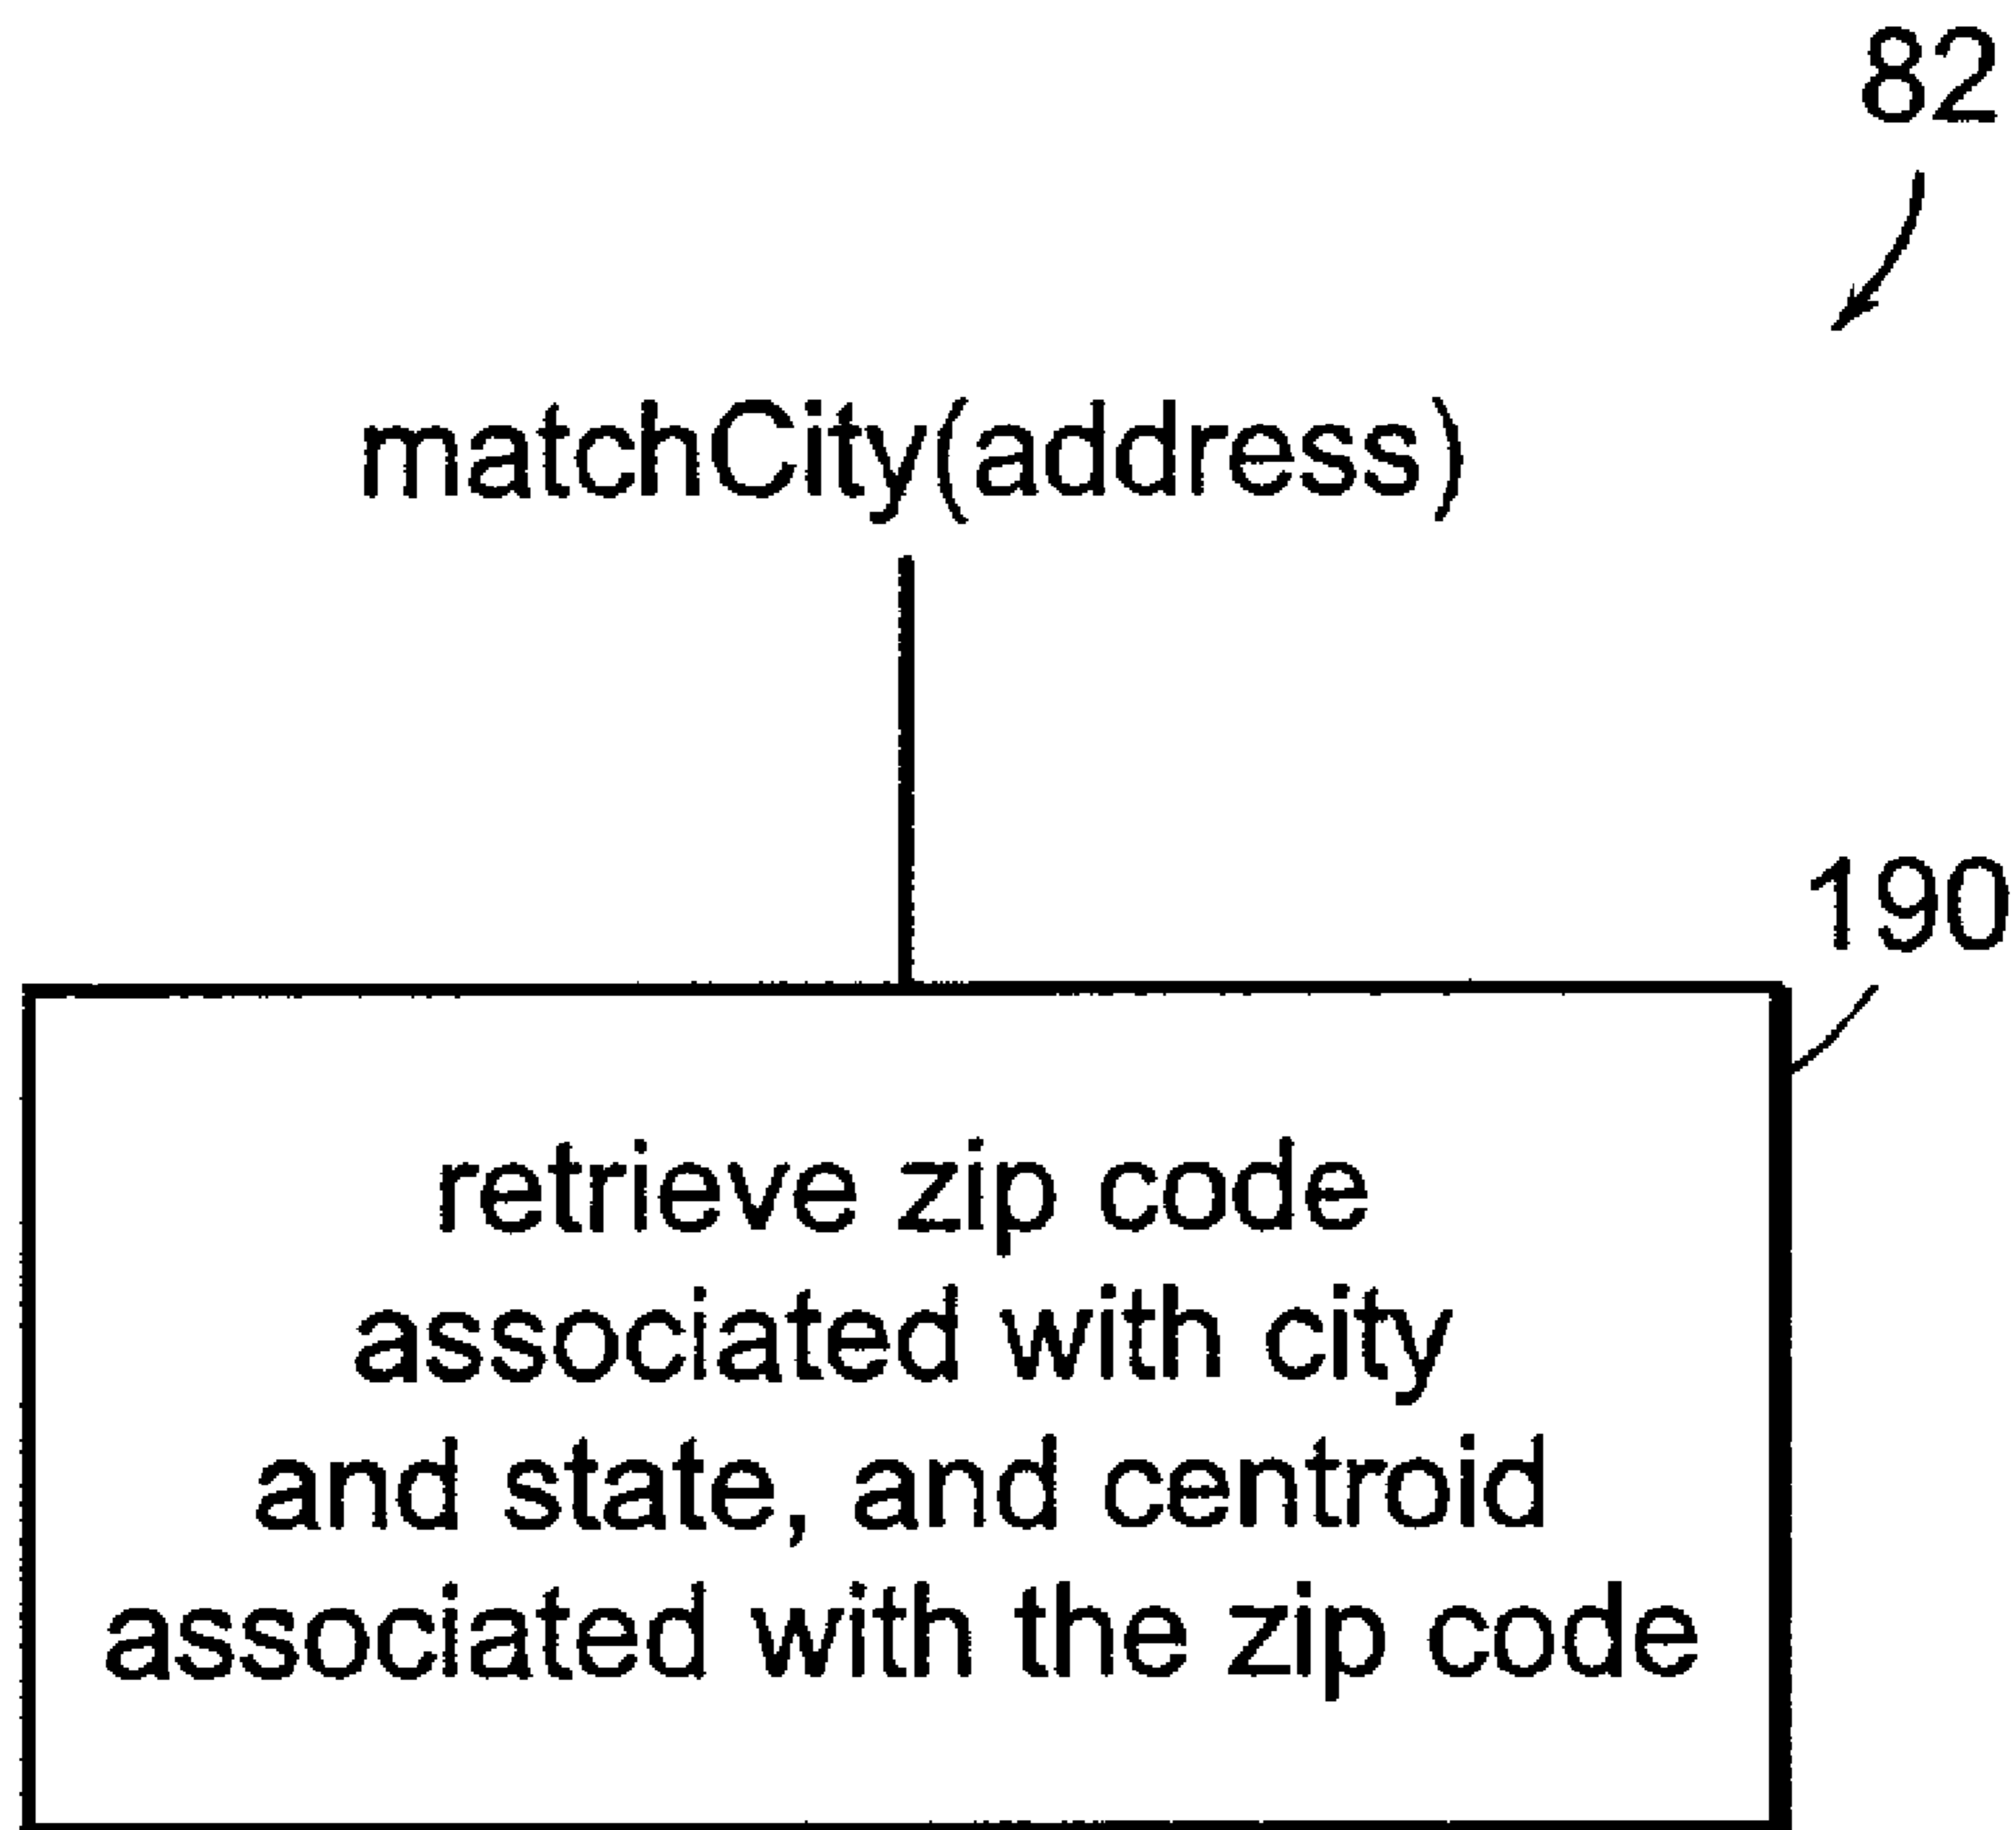 82
matchCity(address)
190
retrieve zip code
associated with city
and state, and centroid
associated with the zip code